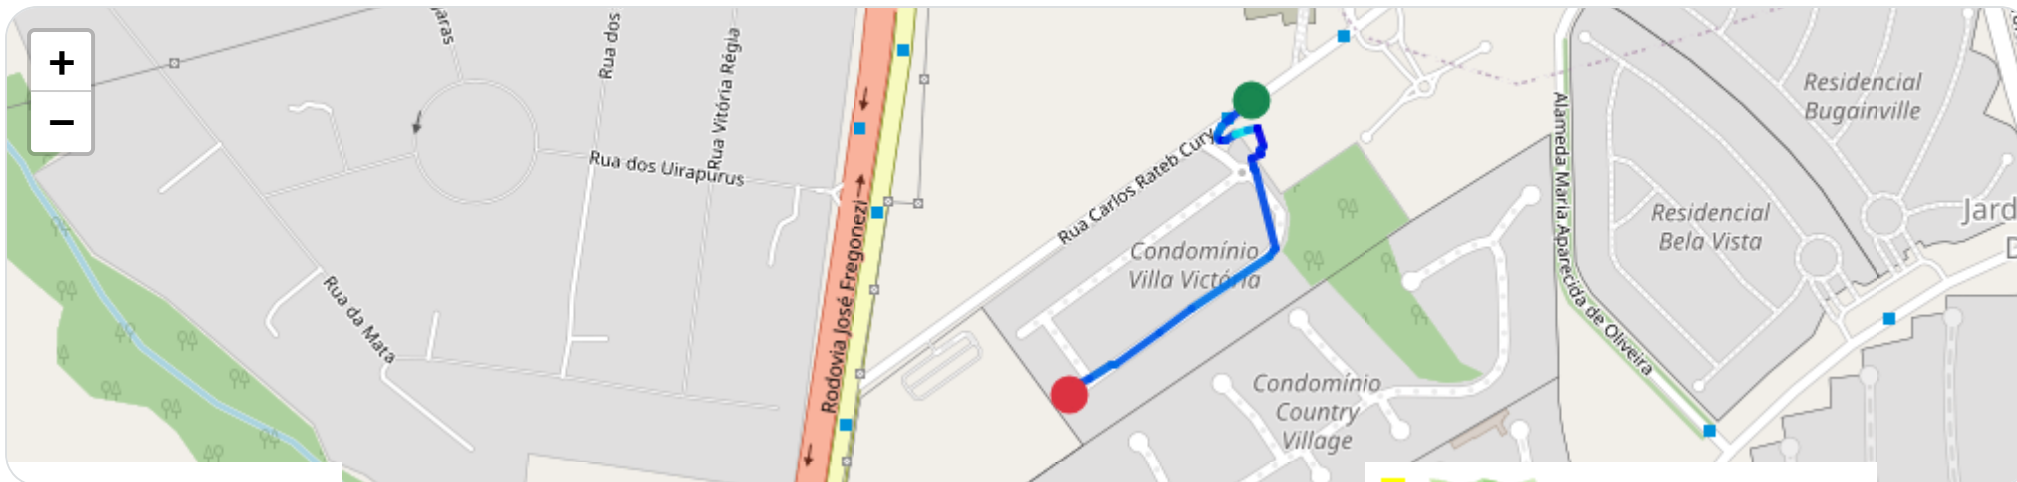 +
−
Rua dos
Rua Vitória Régia
Rua dos Uirapurus
Rua da Mata
Rodovia José Fregonezi
Rua Carlos Rateb Cury
Condomínio
Villa Victória
Condomínio
Country
Village
Alameda Maria Aparecida de Oliveira
Residencial
Bugainville
Residencial
Bela Vista
Jard